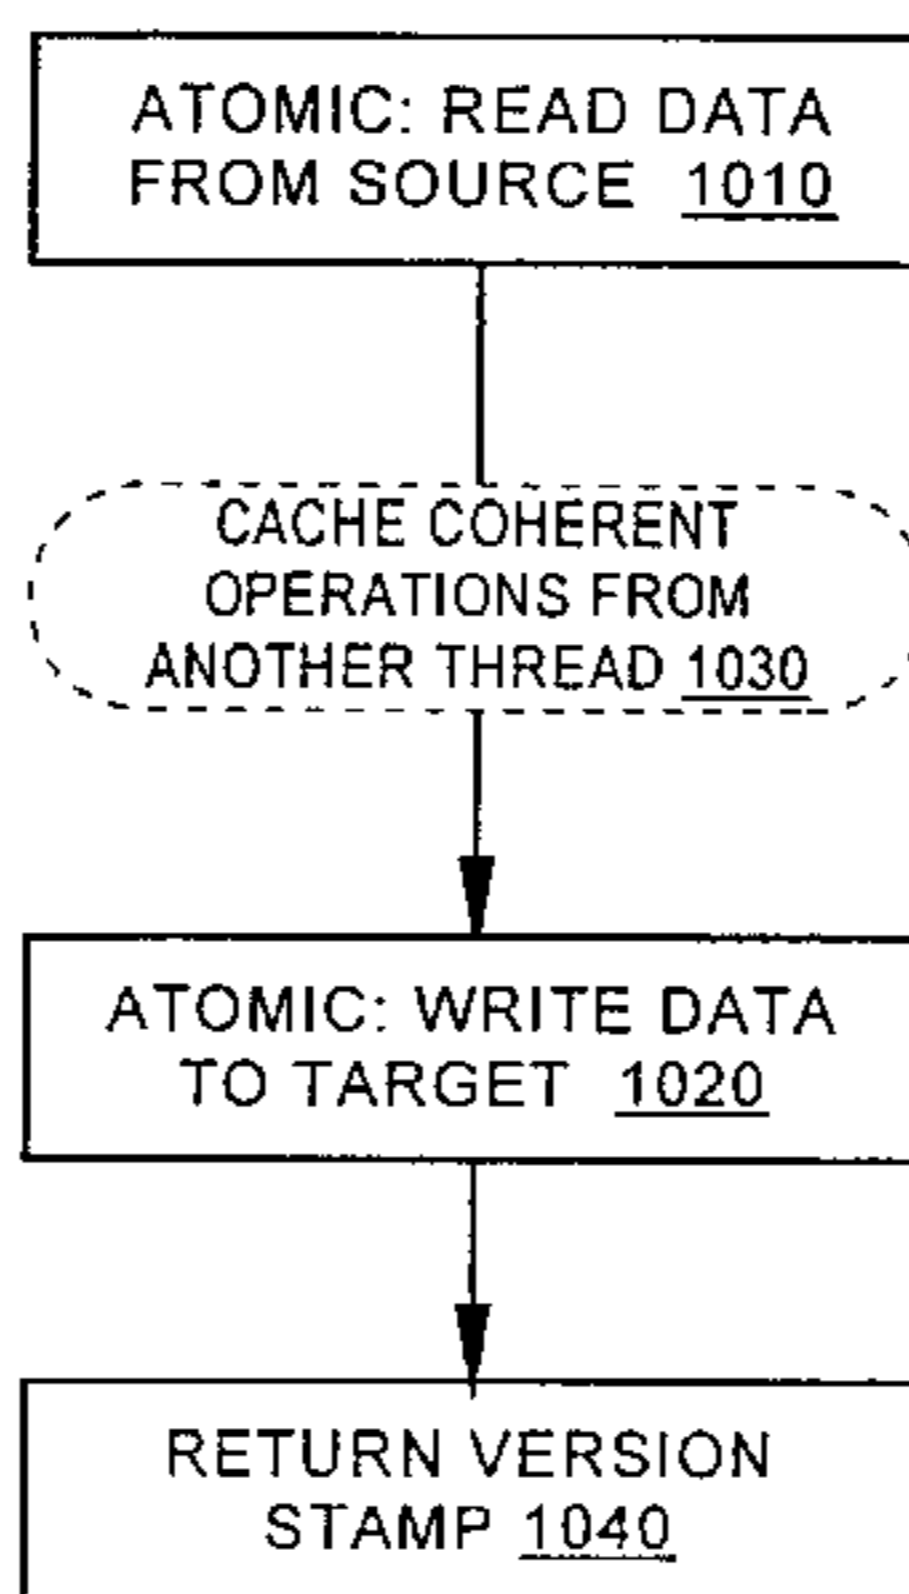 ATOMIC: READ DATA
FROM SOURCE 1010
CACHE COHERENT
OPERATIONS FROM
ANOTHER THREAD 1030
ATOMIC: WRITE DATA
TO TARGET 1020
RETURN VERSION
STAMP 1040